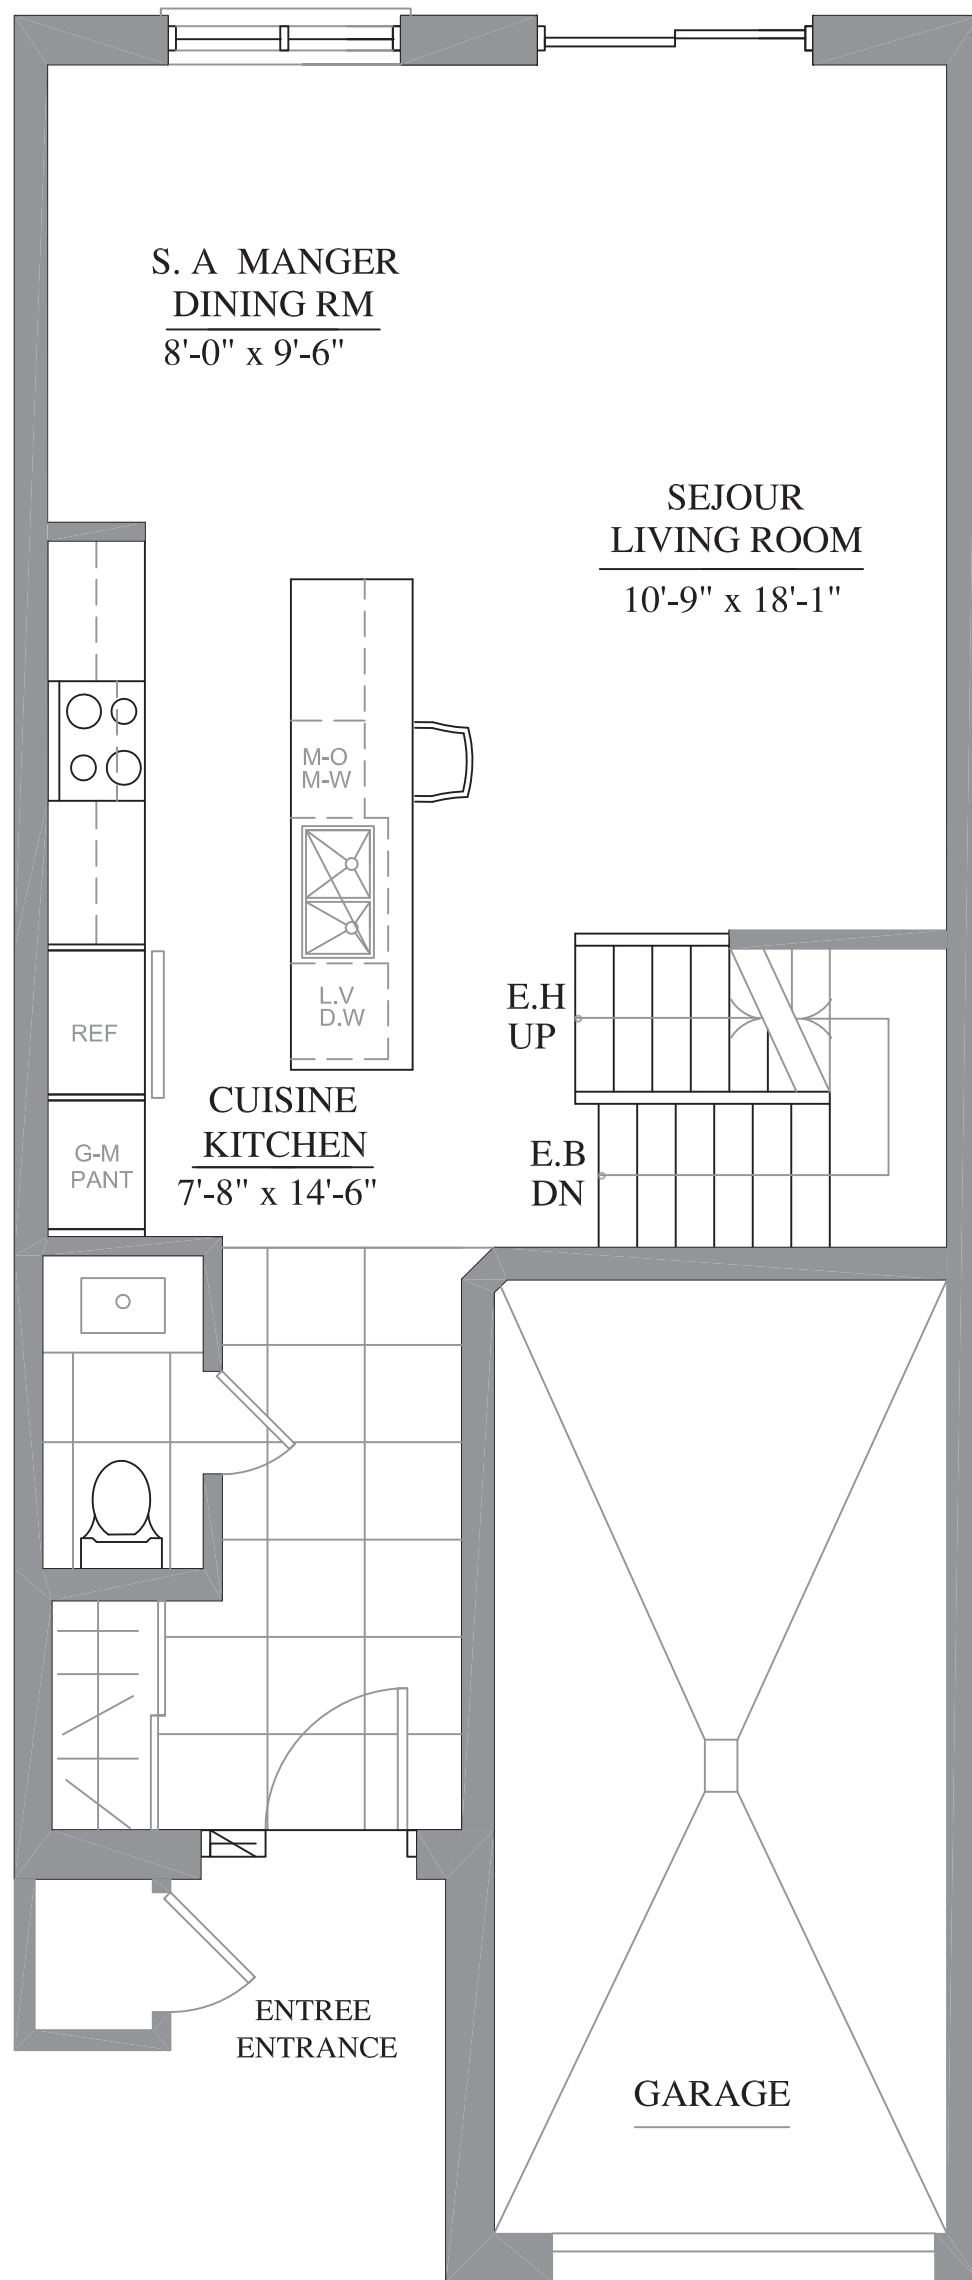 S. A MANGER
DINING RM
8'-0" x 9'-6"
SEJOUR
LIVING ROOM
10'-9" x 18'-1"
M-O
M-W
L.V
D.W
REF
G-M
PANT
E.H
UP
CUISINE
KITCHEN
7'-8" x 14'-6"
E.B
DN
ENTREE
ENTRANCE
GARAGE